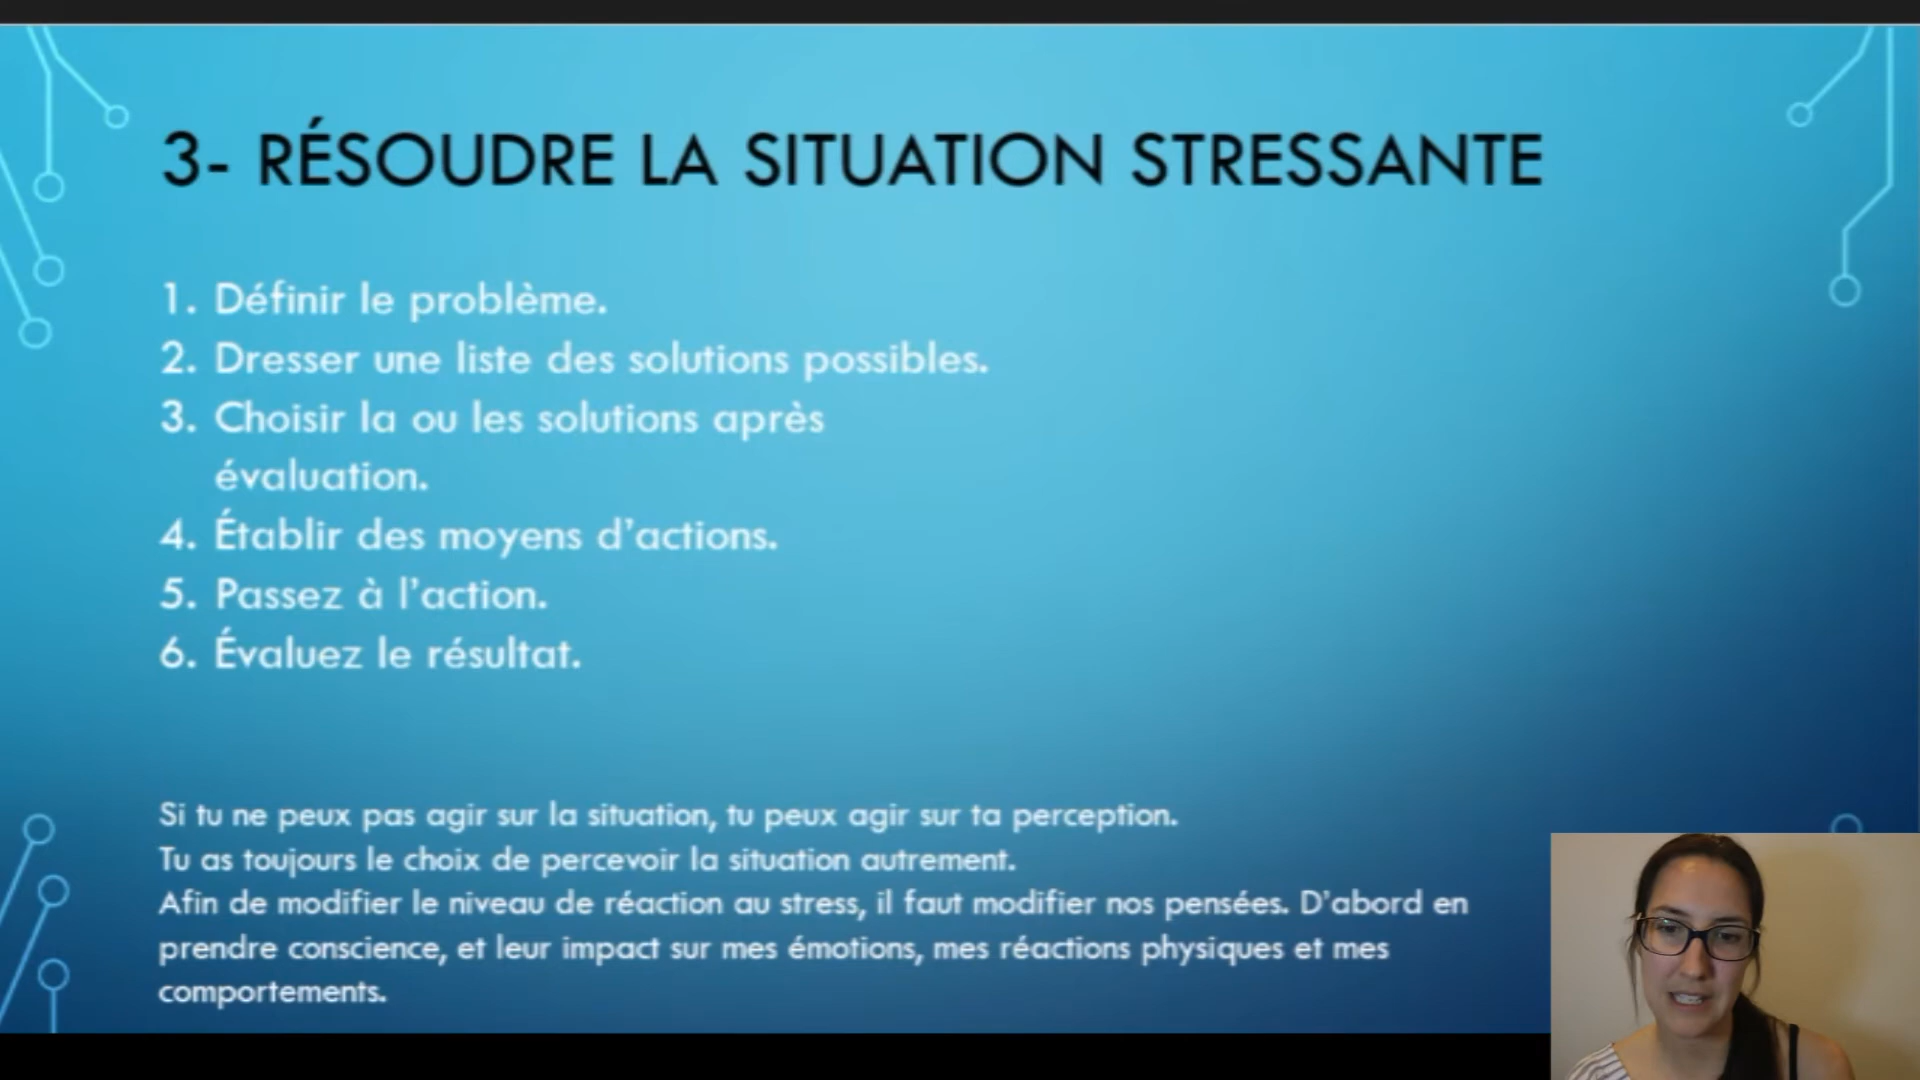 3- RÉSOUDRE LA SITUATION STRESSANTE
1. Définir le problème.
2. Dresser une liste des solutions possibles.
3. Choisir la ou les solutions après
évaluation.
4. Établir des moyens d'actions.
5. Passez à l'action.
6. Évaluez le résultat.
Si tu ne peux pas agir sur la situation, tu peux agir sur ta perception.
Tu as toujours le choix de percevoir la situation autrement.
Afin de modifier le niveau de réaction au stress, il faut modifier nos pensées. D'abord en
prendre conscience, et leur impact sur mes émotions, mes réactions physiques et mes
comportements.